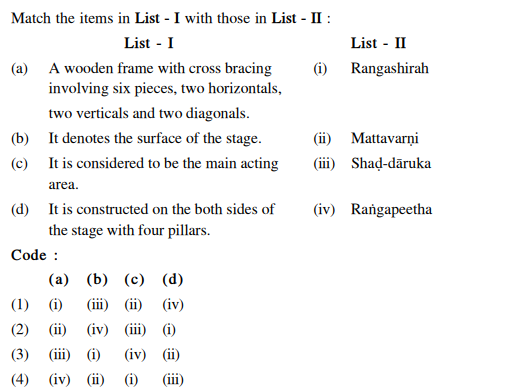 Match the items in List - I with those in List - II :
List - I List - II
(a) A wooden frame with cross bracing (i) Rangashirah
involving six pieces, two horizontals,
two verticals and two diagonals.
(b) It denotes the surface of the stage. (ii) Mattavarṇi
(c) It is considered to be the main acting (iii) Shaḍ-dāruka
area.
(d) It is constructed on the both sides of (iv) Raṅgapeetha
the stage with four pillars.
Code :
(a) (b) (c) (d)
(1) (i) (iii) (ii) (iv)
(2) (ii) (iv) (iii) (i)
(3) (iii) (i) (iv) (ii)
(4) (iv) (ii) (i) (iii)